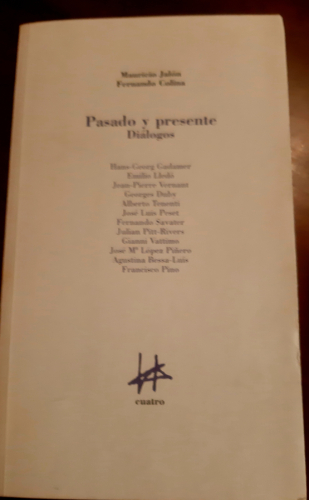 Mauricio Jalón
Fernando Colina
Pasado y presente
Diálogos
Hans-Georg Gadamer
Emilio Lledó
Jean-Pierre Vernant
Georges Duby
Alberto Tenenti
José Luis Peset
Fernando Savater
Julian Pitt-Rivers
Gianni Vattimo
José Mª López Piñero
Agustina Bessa-Luís
Francisco Pino
cuatro